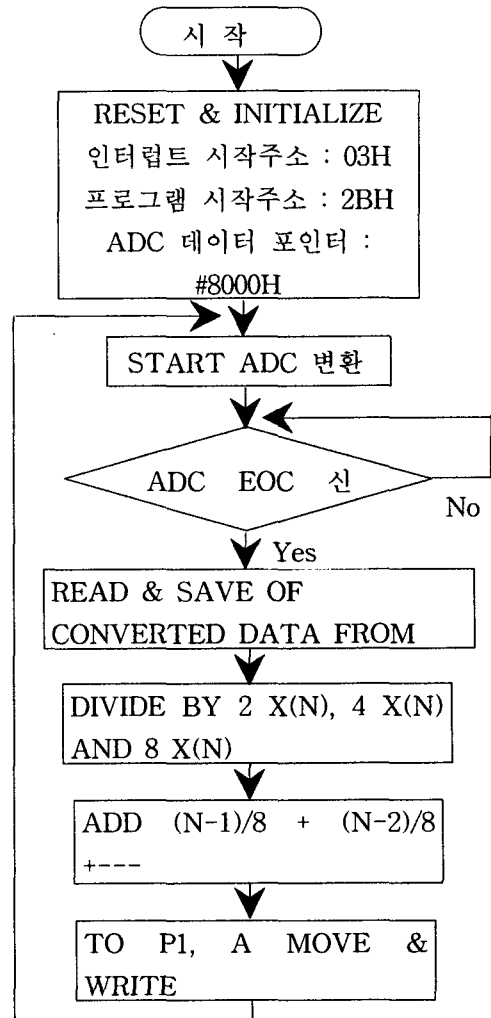 시 작
RESET & INITIALIZE
인터럽트 시작주소 : 03H
프로그램 시작주소 : 2BH
ADC 데이터 포인터 :
#8000H
START ADC 변환
ADC EOC 신
No
Yes
READ & SAVE OF
CONVERTED DATA FROM
DIVIDE BY 2 X(N), 4 X(N)
AND 8 X(N)
ADD (N-1)/8 + (N-2)/8
+---
TO P1, A MOVE &
WRITE